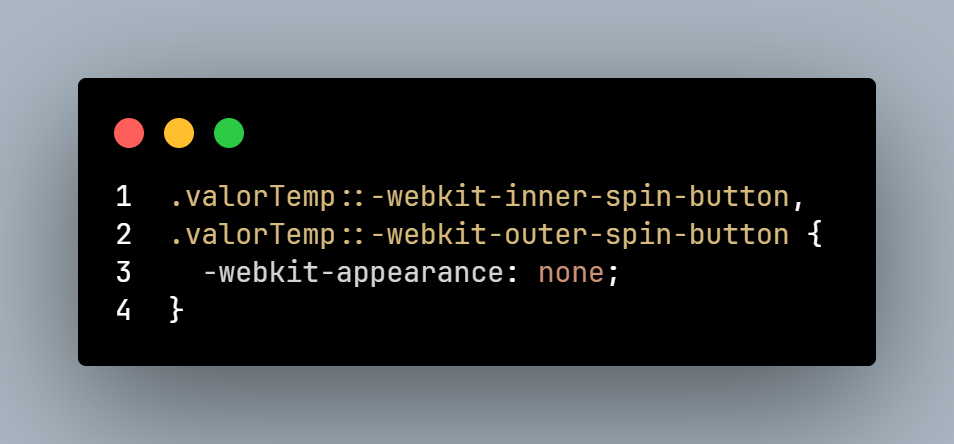 1 .valorTemp::-webkit-inner-spin-button,
2 .valorTemp::-webkit-outer-spin-button {
3   -webkit-appearance: none;
4 }